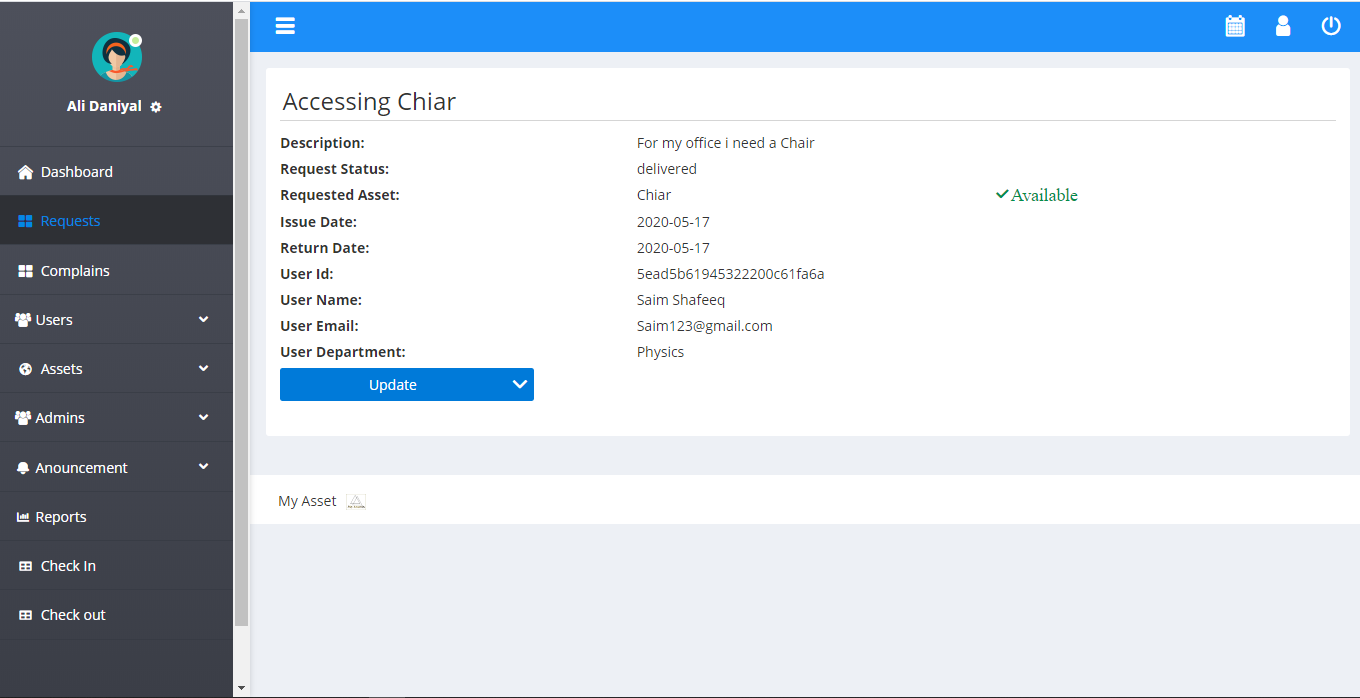 Ali Daniyal
Dashboard
Requests
Complains
Users
Assets
Admins
Anouncement
Reports
Check In
Check out
Accessing Chiar
Description: For my office i need a Chair
Request Status: delivered
Requested Asset: Chiar Available
Issue Date: 2020-05-17
Return Date: 2020-05-17
User Id: 5ead5b61945322200c61fa6a
User Name: Saim Shafeeq
User Email: Saim123@gmail.com
User Department: Physics
Update
My Asset